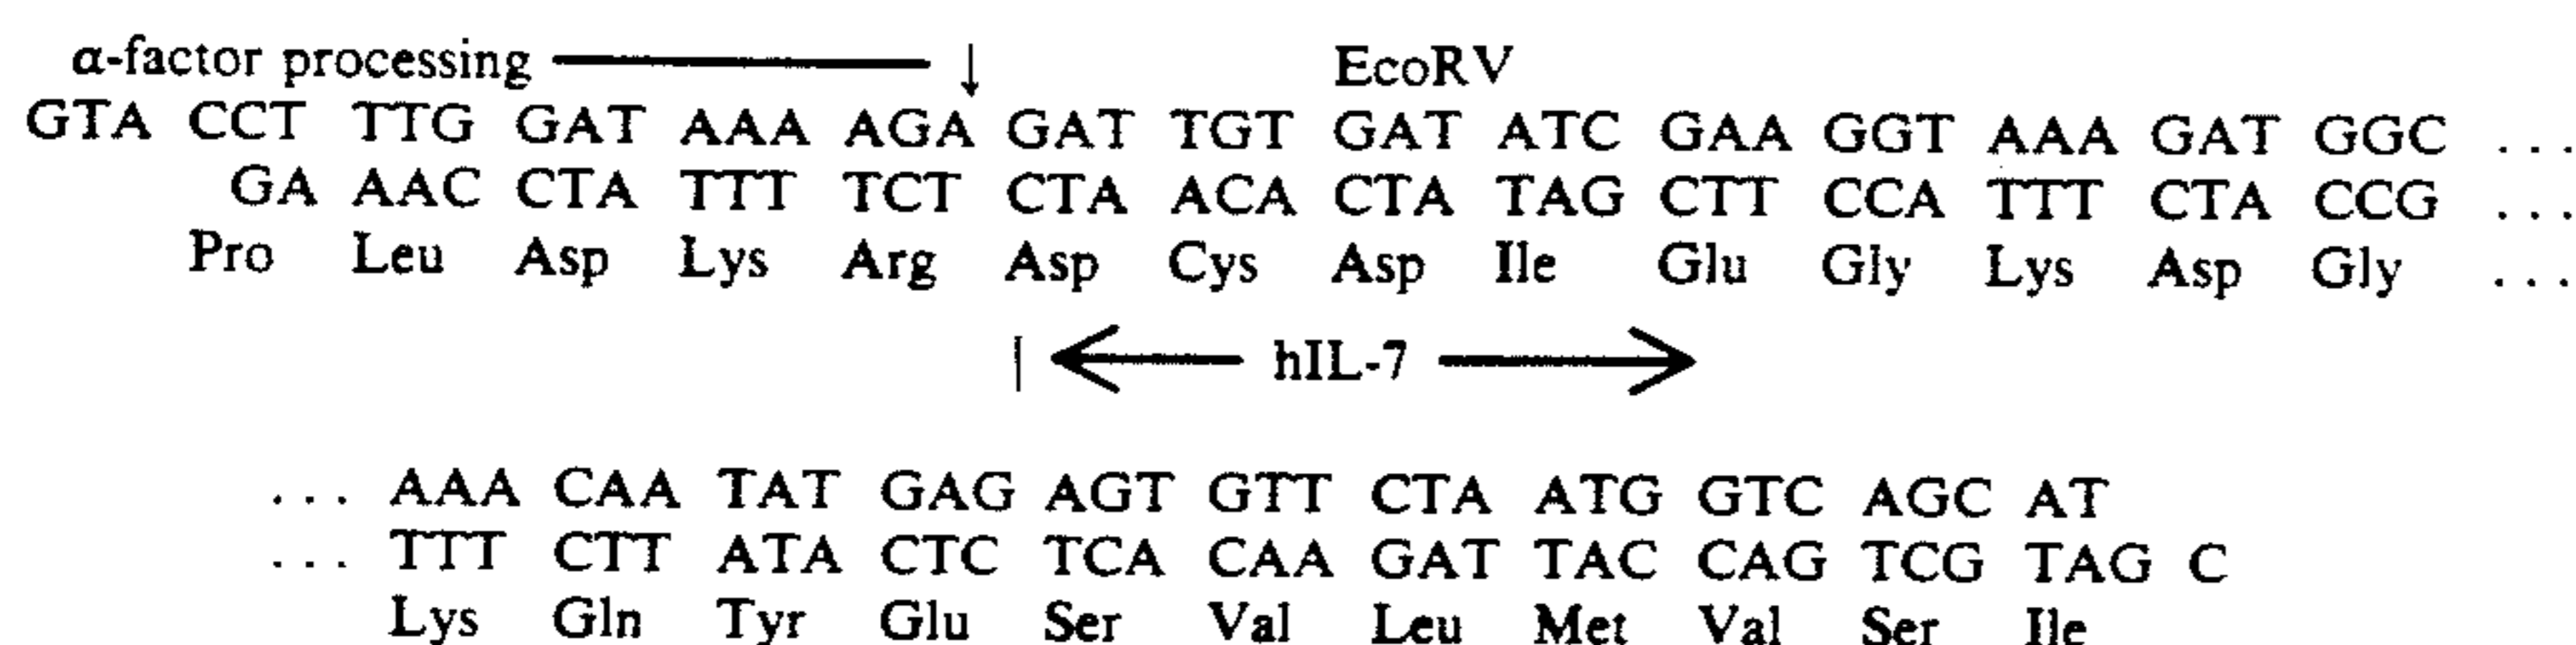 α-factor processing ↓ EcoRV
GTA CCT TTG GAT AAA AGA GAT TGT GAT ATC GAA GGT AAA GAT GGC ...
GA AAC CTA TTT TCT CTA ACA CTA TAG CTT CCA TTT CTA CCG ...
Pro Leu Asp Lys Arg Asp Cys Asp Ile Glu Gly Lys Asp Gly ...
| ← hIL-7 →
... AAA CAA TAT GAG AGT GTT CTA ATG GTC AGC AT
... TTT CTT ATA CTC TCA CAA GAT TAC CAG TCG TAG C
Lys Gln Tyr Glu Ser Val Leu Met Val Ser Ile